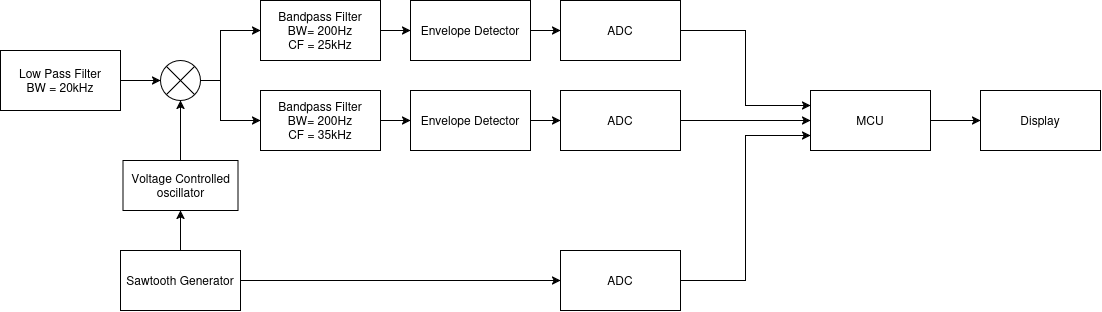 Low Pass Filter
BW = 20kHz
Bandpass Filter
BW= 200Hz
CF = 25kHz
Envelope Detector
ADC
Bandpass Filter
BW= 200Hz
CF = 35kHz
Envelope Detector
ADC
MCU
Display
Voltage Controlled
oscillator
Sawtooth Generator
ADC